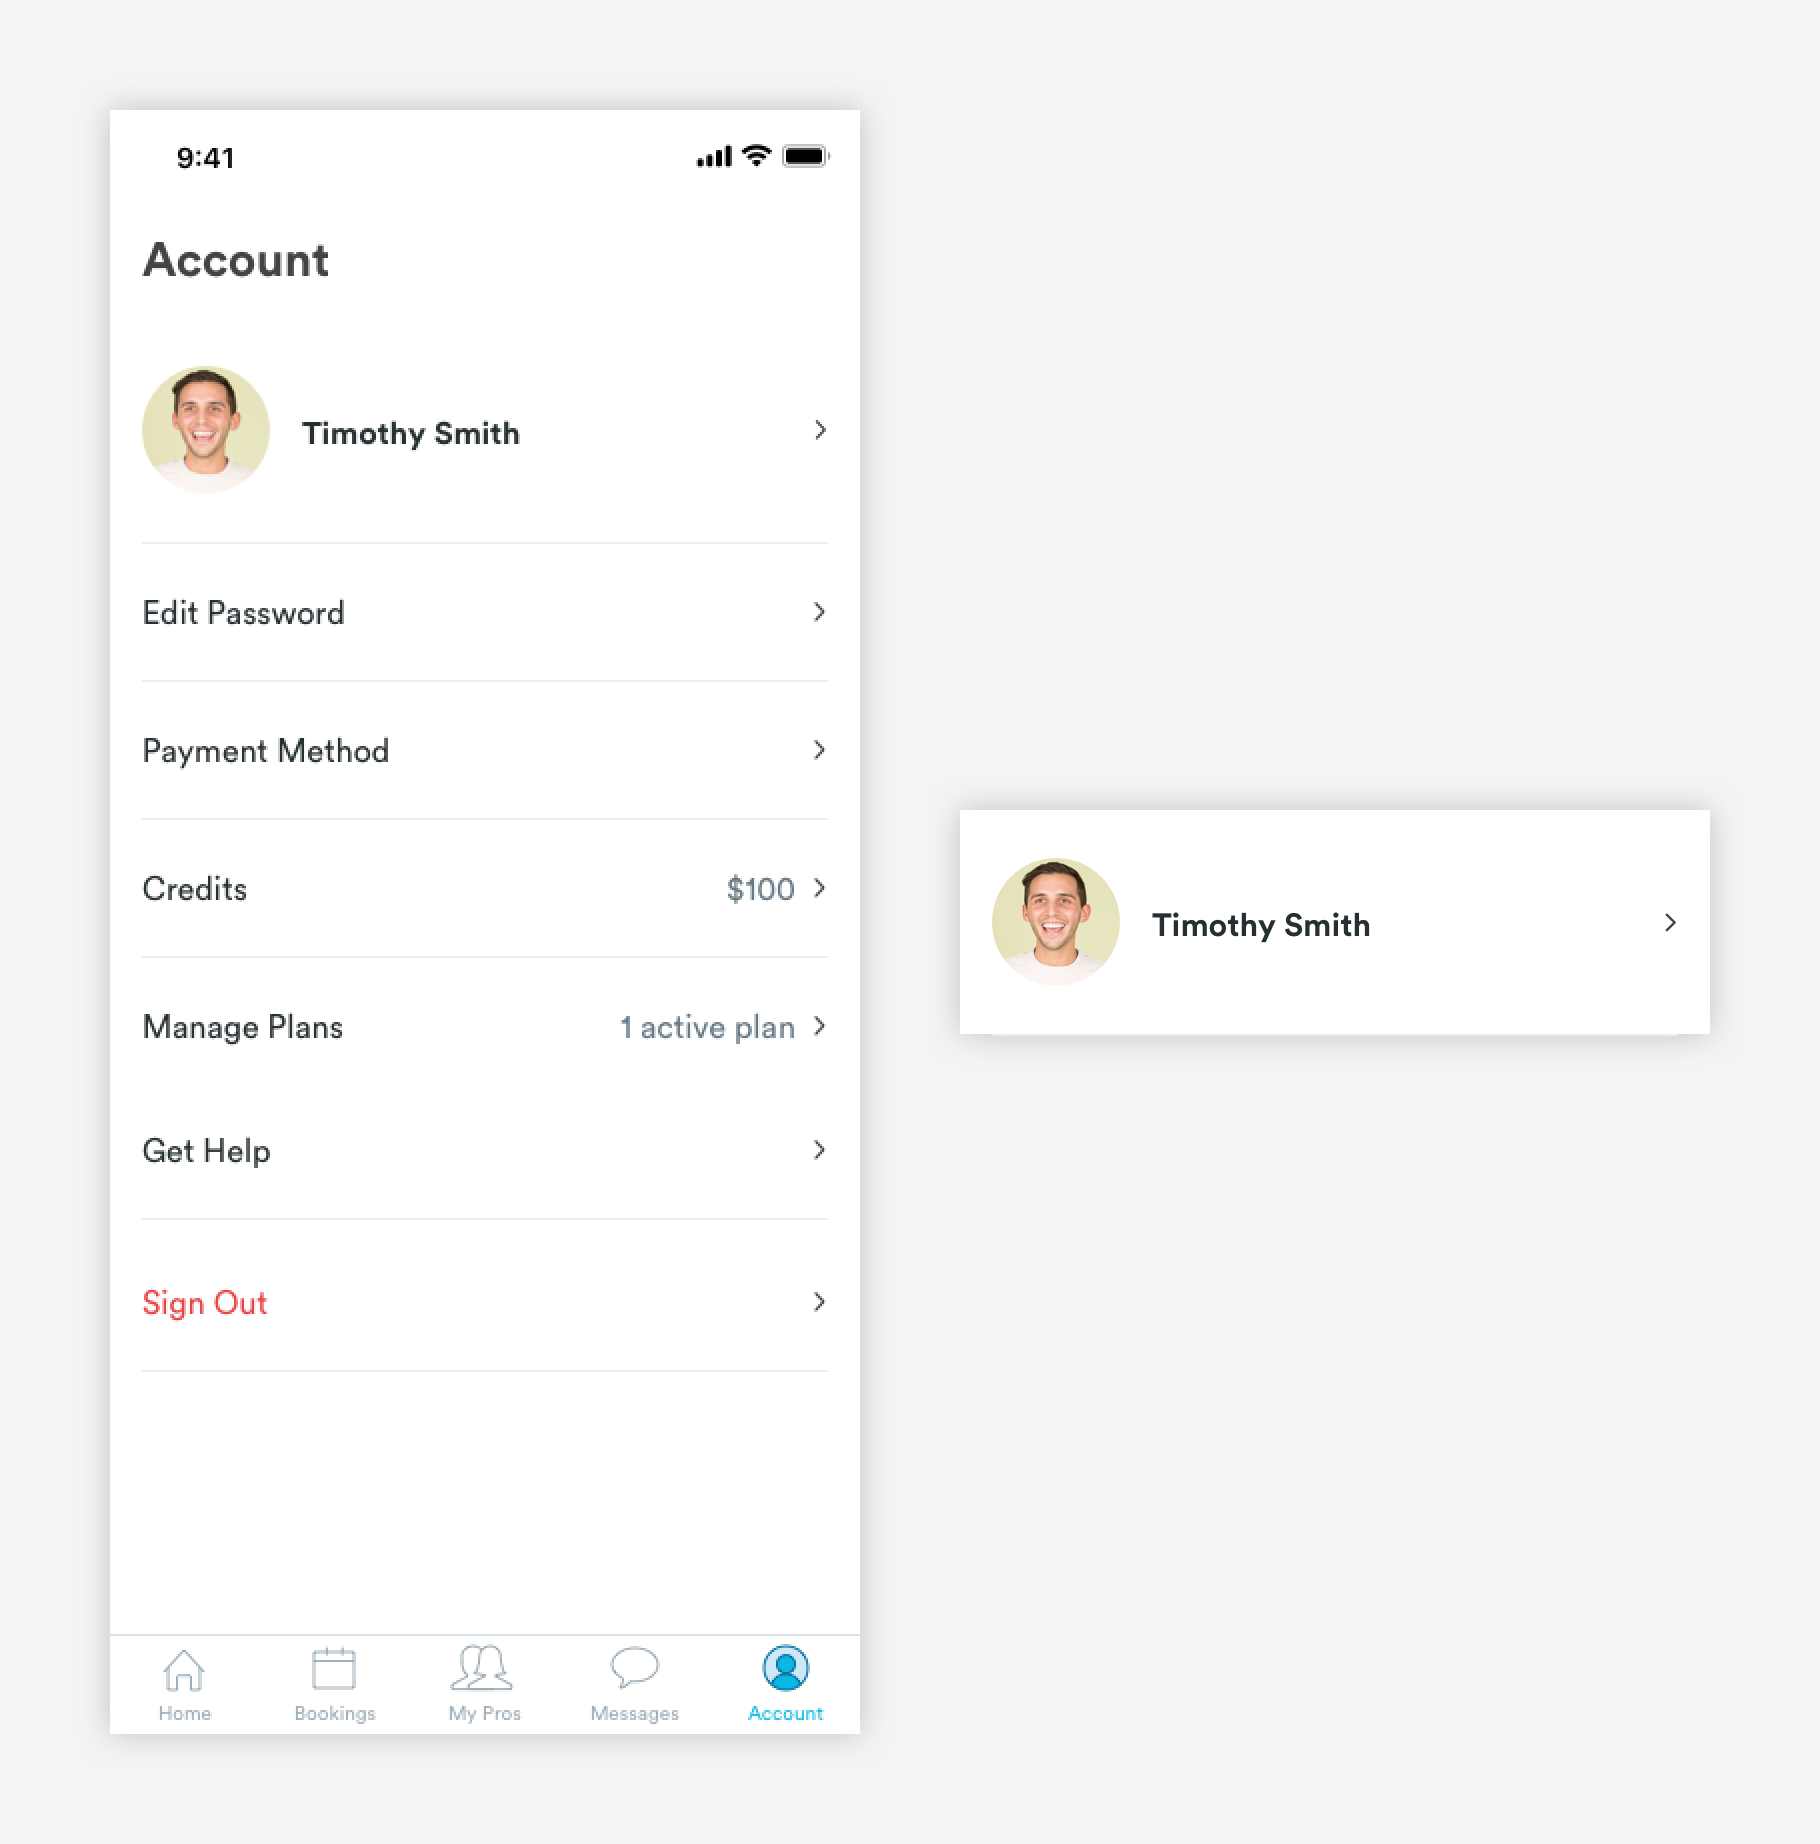 9:41
Account
Timothy Smith
Edit Password
Payment Method
Credits $100
Manage Plans 1 active plan
Get Help
Sign Out
Home Bookings My Pros Messages Account
Timothy Smith